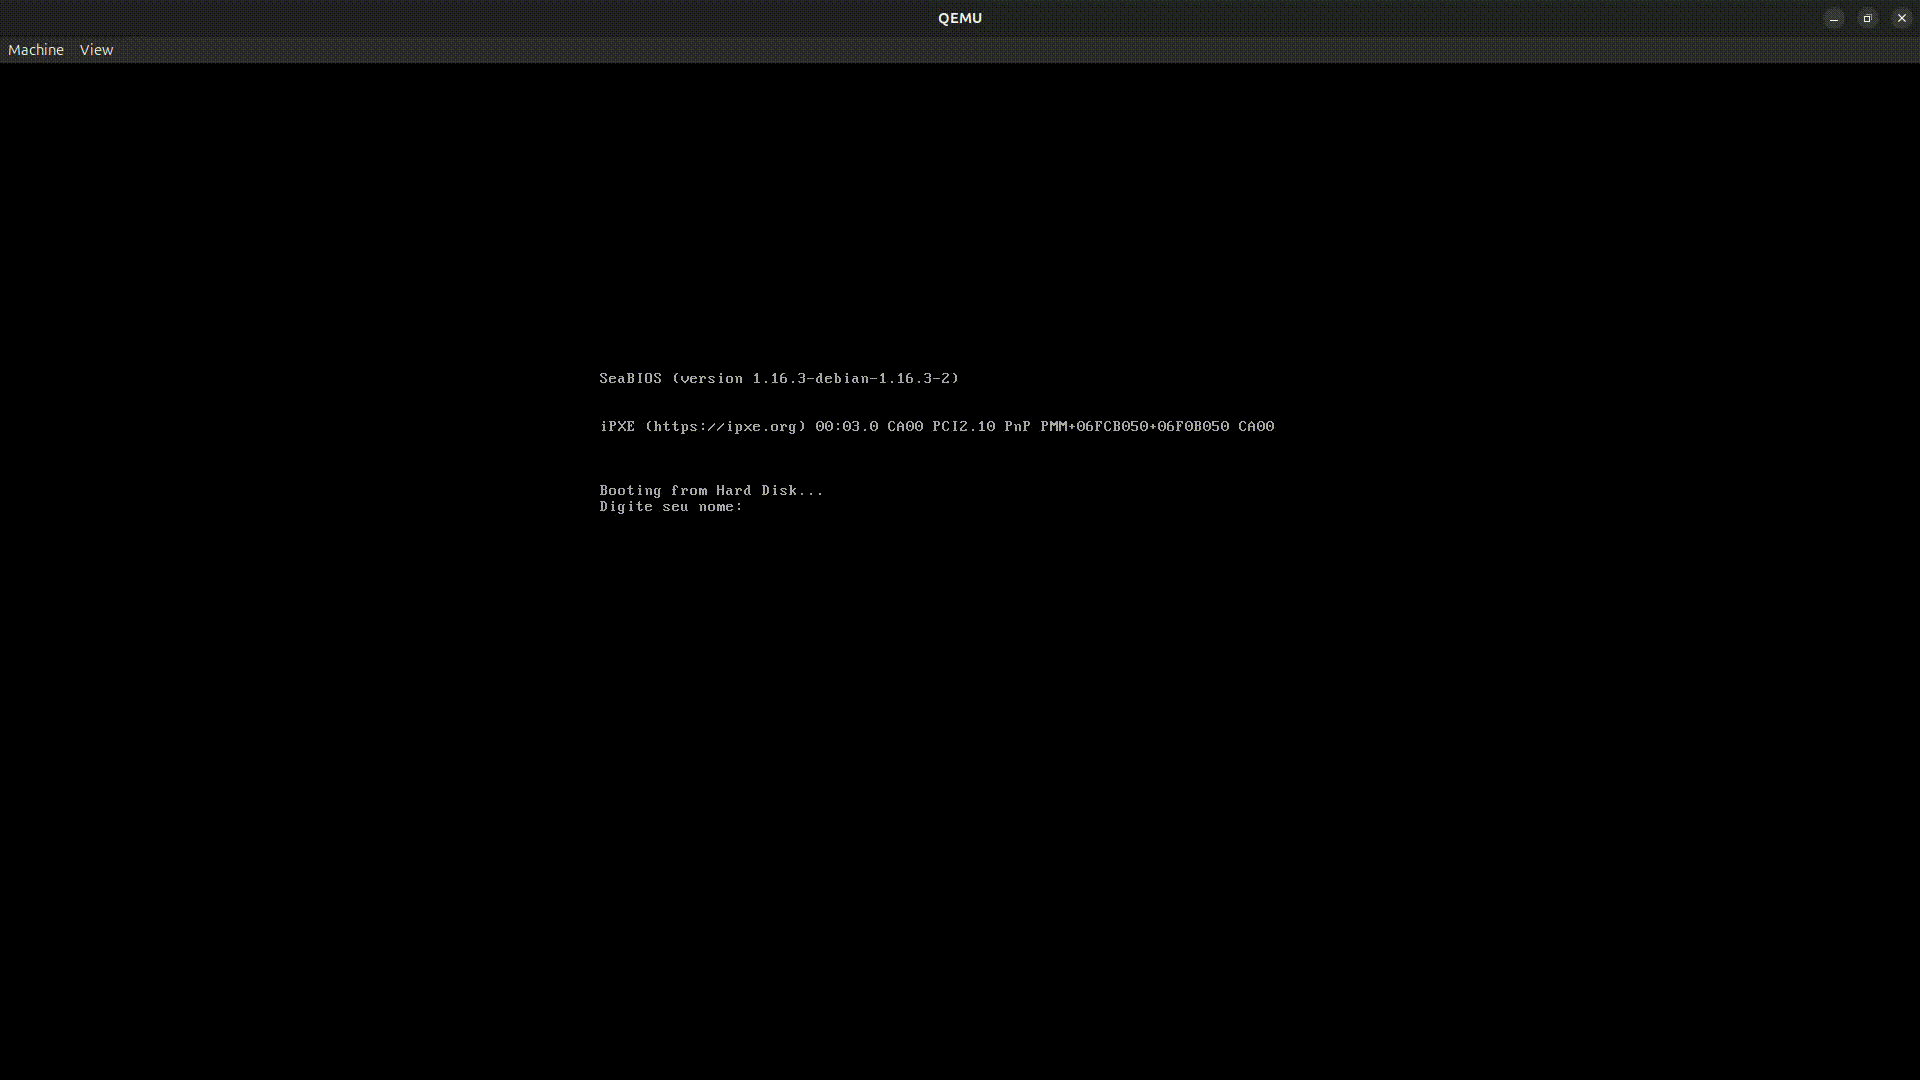 QEMU
Machine View
SeaBIOS (version 1.16.3-debian-1.16.3-2)
iPXE (https://ipxe.org) 00:03.0 CA00 PCI2.10 PnP PMM+06FCB050+06F0B050 CA00
Booting from Hard Disk...
Digite seu nome: